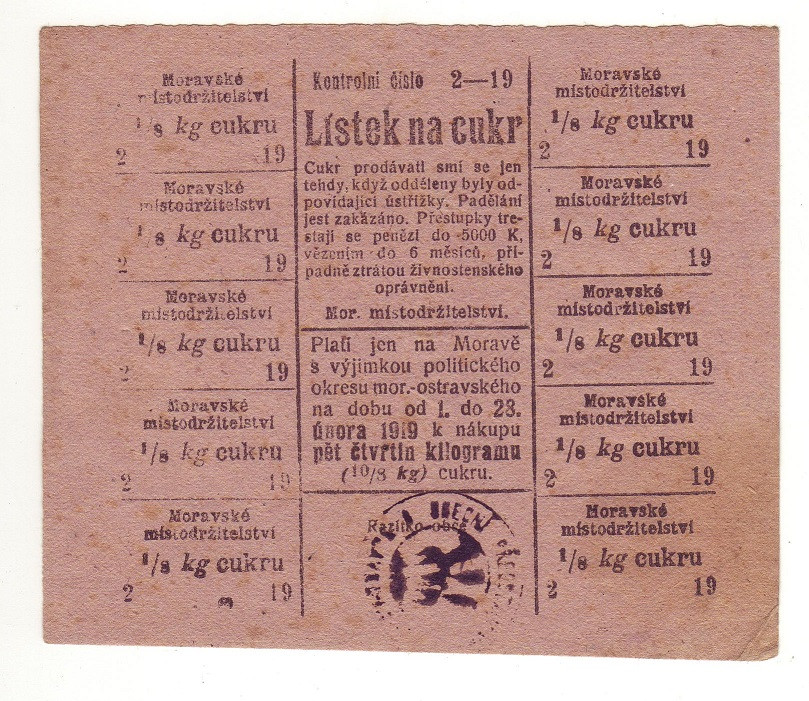 Moravské
místodržitelství
1/8 kg cukru
2 19
Moravské
místodržitelství
1/8 kg cukru
2 19
Moravské
místodržitelství
1/8 kg cukru
2 19
Moravské
místodržitelství
1/8 kg cukru
2 19
Moravské
místodržitelství
1/8 kg cukru
2 19
Kontrolní číslo 2—19
Lístek na cukr
Cukr prodávati smí se jen
tehdy, když odděleny byly od-
povídající ústřižky. Padělání
jest zakázáno. Přestupky tre-
stají se penězi do 5000 K,
vězením do 6 měsíců, pří-
padně ztrátou živnostenského
oprávnění.
Mor. místodržitelství.
Platí jen na Moravě
s výjimkou politického
okresu mor.-ostravského
na dobu od 1. do 28.
února 1919 k nákupu
pět čtvrtin kilogramu
(10/8 kg) cukru.
Razítko obce
Moravské
místodržitelství
1/8 kg cukru
2 19
Moravské
místodržitelství
1/8 kg cukru
2 19
Moravské
místodržitelství
1/8 kg cukru
2 19
Moravské
místodržitelství
1/8 kg cukru
2 19
Moravské
místodržitelství
1/8 kg cukru
2 19